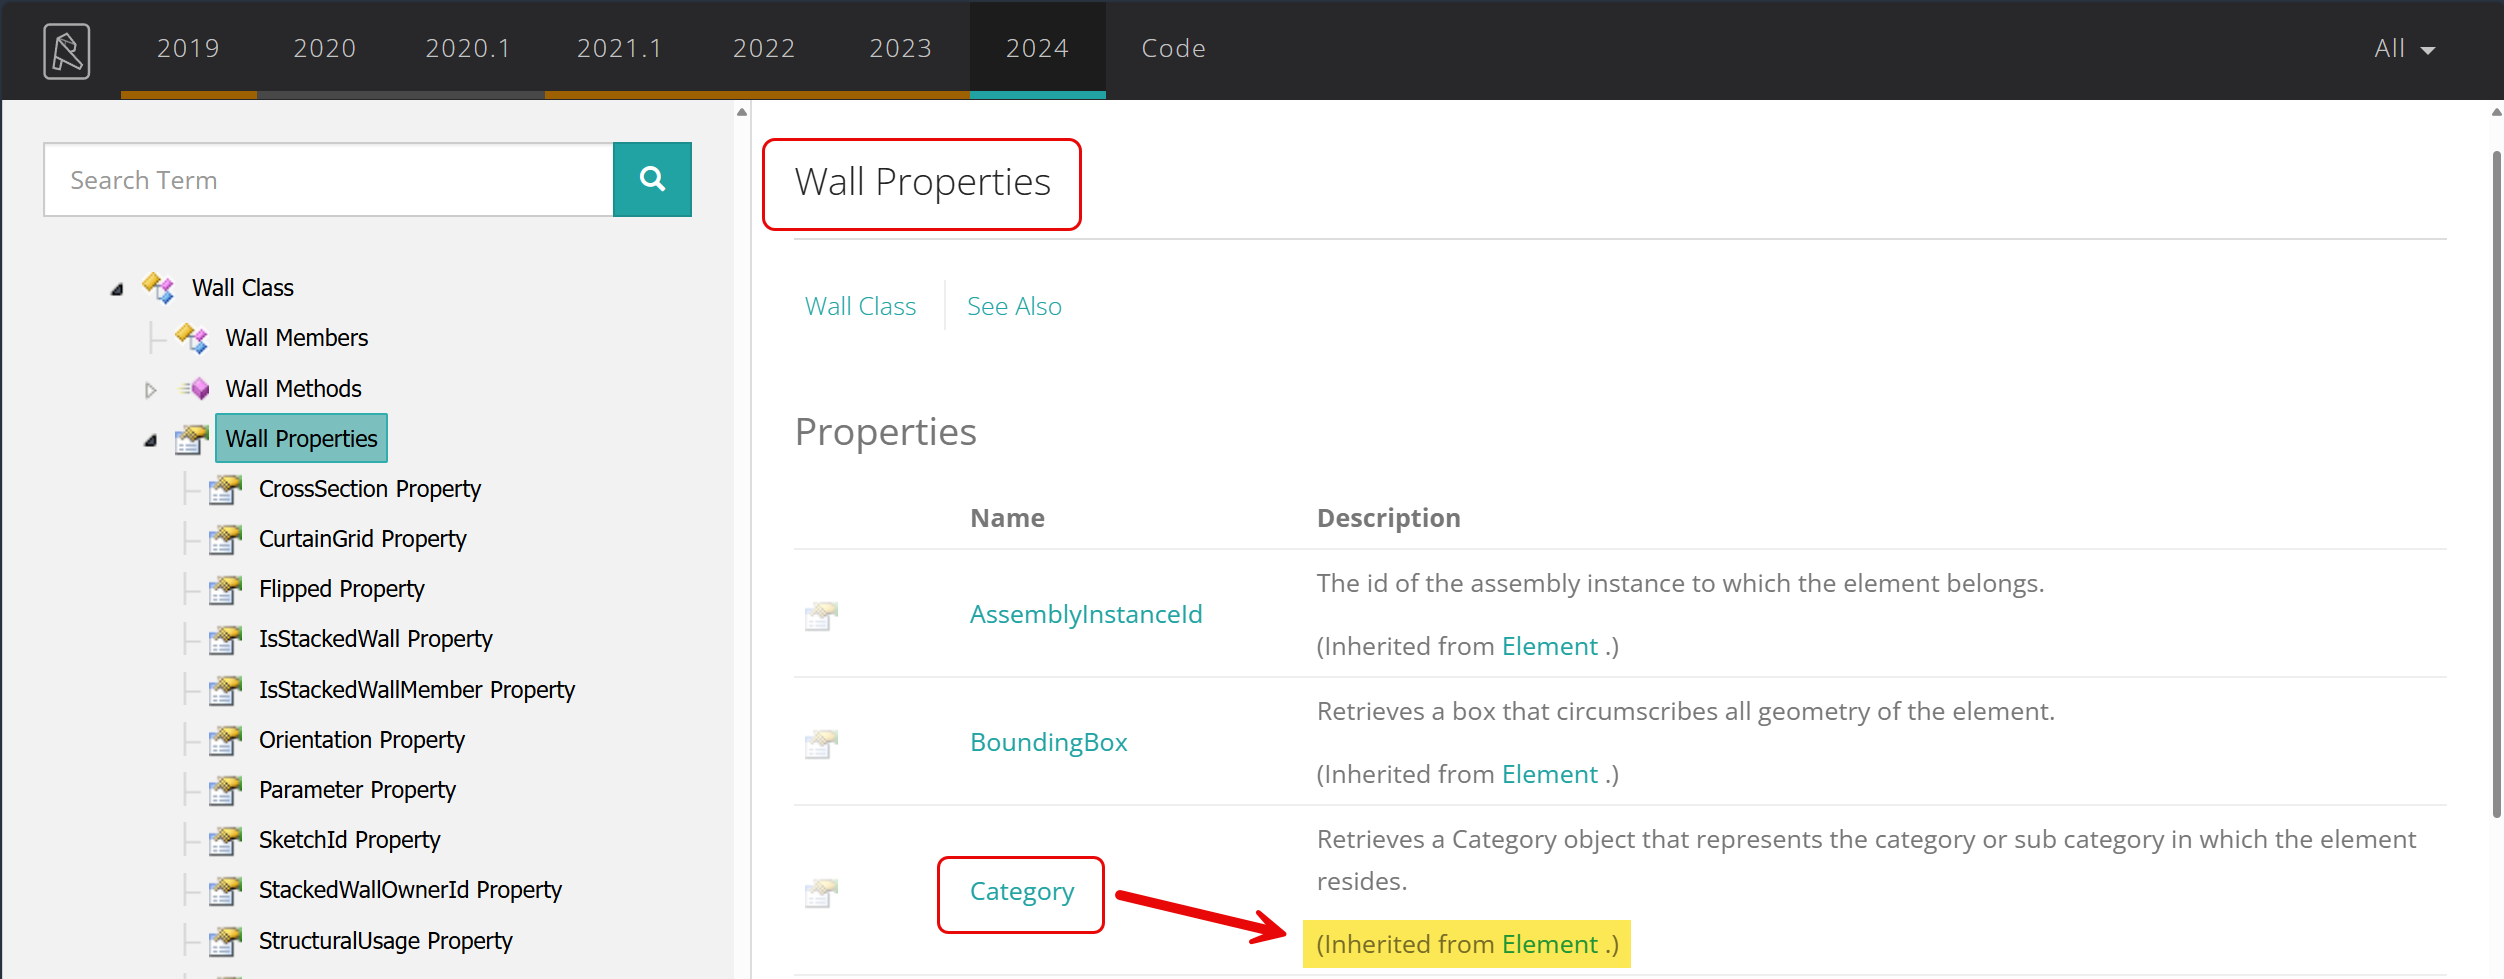 2019 2020 2020.1 2021.1 2022 2023 2024 Code All
Search Term
Wall Class
Wall Members
Wall Methods
Wall Properties
CrossSection Property
CurtainGrid Property
Flipped Property
IsStackedWall Property
IsStackedWallMember Property
Orientation Property
Parameter Property
SketchId Property
StackedWallOwnerId Property
StructuralUsage Property
Wall Properties
Wall Class See Also
Properties
Name Description
AssemblyInstanceId
The id of the assembly instance to which the element belongs.
(Inherited from Element .)
BoundingBox
Retrieves a box that circumscribes all geometry of the element.
(Inherited from Element .)
Category
Retrieves a Category object that represents the category or sub category in which the element
resides.
(Inherited from Element .)